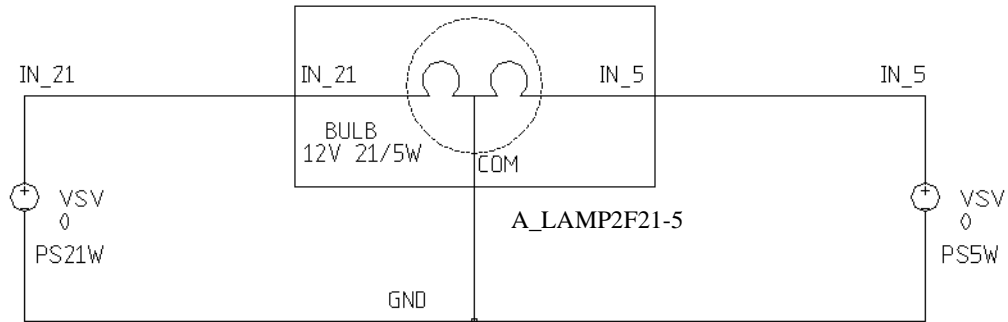 IN_21
IN_21
IN_5
IN_5
BULB
12V 21/5W
COM
+
VSV
0
PS21W
A_LAMP2F21-5
+
VSV
0
PS5W
GND